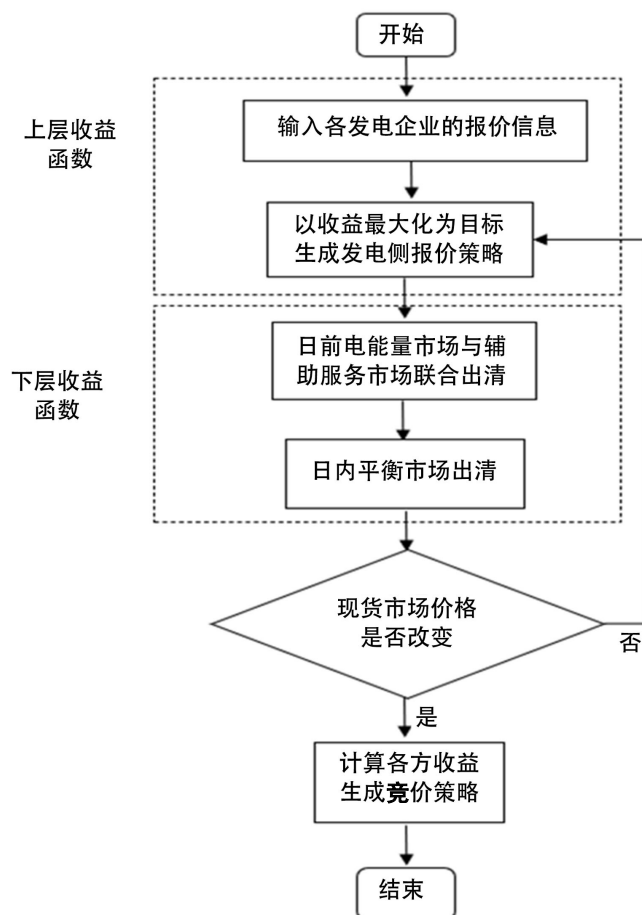 开始
上层收益
函数
输入各发电企业的报价信息
以收益最大化为目标
生成发电侧报价策略
下层收益
函数
日前电能量市场与辅
助服务市场联合出清
日内平衡市场出清
现货市场价格
是否改变
否
是
计算各方收益
生成竞价策略
结束